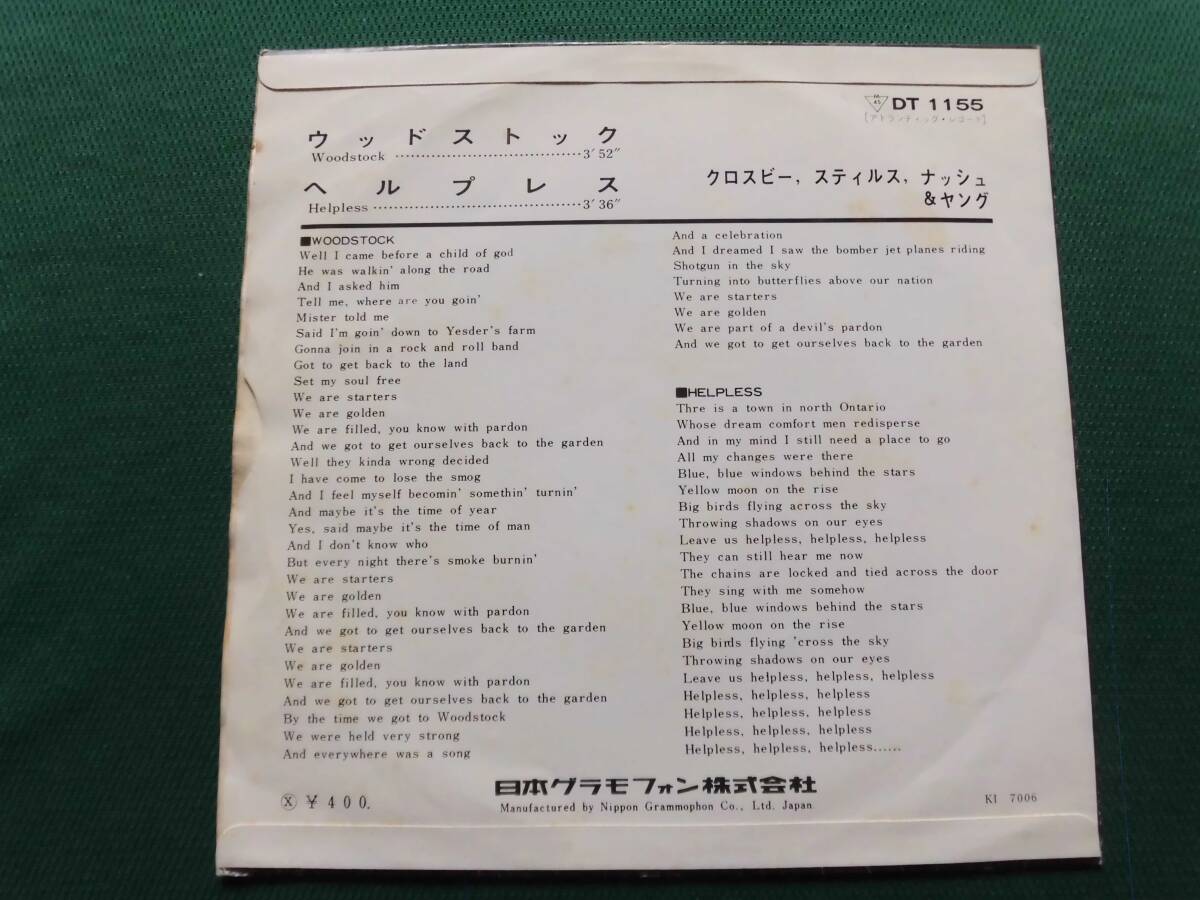 M
45
DT 1155
[アトランティック・レコード]
ウッドストック
Woodstock ……………………………3′52″
ヘルプレス
Helpless ………………………………3′36″
クロスビー, スティルス, ナッシュ
&ヤング
■WOODSTOCK
Well I came before a child of god
He was walkin' along the road
And I asked him
Tell me, where are you goin'
Mister told me
Said I'm goin' down to Yesder's farm
Gonna join in a rock and roll band
Got to get back to the land
Set my soul free
We are starters
We are golden
We are filled, you know with pardon
And we got to get ourselves back to the garden
Well they kinda wrong decided
I have come to lose the smog
And I feel myself becomin' somethin' turnin'
And maybe it's the time of year
Yes, said maybe it's the time of man
And I don't know who
But every night there's smoke burnin'
We are starters
We are golden
We are filled, you know with pardon
And we got to get ourselves back to the garden
We are starters
We are golden
We are filled, you know with pardon
And we got to get ourselves back to the garden
By the time we got to Woodstock
We were held very strong
And everywhere was a song
And a celebration
And I dreamed I saw the bomber jet planes riding
Shotgun in the sky
Turning into butterflies above our nation
We are starters
We are golden
We are part of a devil's pardon
And we got to get ourselves back to the garden
■HELPLESS
Thre is a town in north Ontario
Whose dream comfort men redisperse
And in my mind I still need a place to go
All my changes were there
Blue, blue windows behind the stars
Yellow moon on the rise
Big birds flying across the sky
Throwing shadows on our eyes
Leave us helpless, helpless, helpless
They can still hear me now
The chains are locked and tied across the door
They sing with me somehow
Blue, blue windows behind the stars
Yellow moon on the rise
Big birds flying 'cross the sky
Throwing shadows on our eyes
Leave us helpless, helpless, helpless
Helpless, helpless, helpless
Helpless, helpless, helpless
Helpless, helpless, helpless
Helpless, helpless, helpless……
Ⓧ ¥400.
日本グラモフォン株式会社
Manufactured by Nippon Grammophon Co., Ltd. Japan
KI 7006